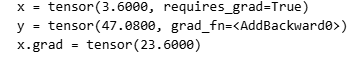 x = tensor(3.6000, requires_grad=True)
y = tensor(47.0800, grad_fn=<AddBackward0>)
x.grad = tensor(23.6000)